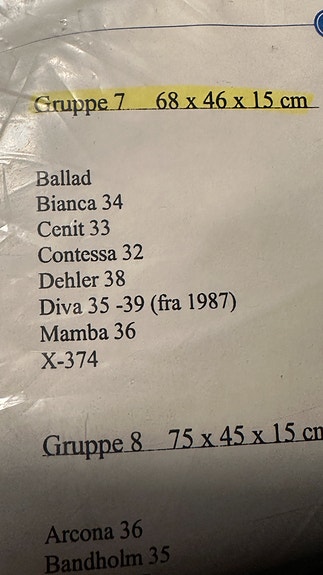 Gruppe 7 68 x 46 x 15 cm
Ballad
Bianca 34
Cenit 33
Contessa 32
Dehler 38
Diva 35 -39 (fra 1987)
Mamba 36
X-374
Gruppe 8 75 x 45 x 15 cm
Arcona 36
Bandholm 35